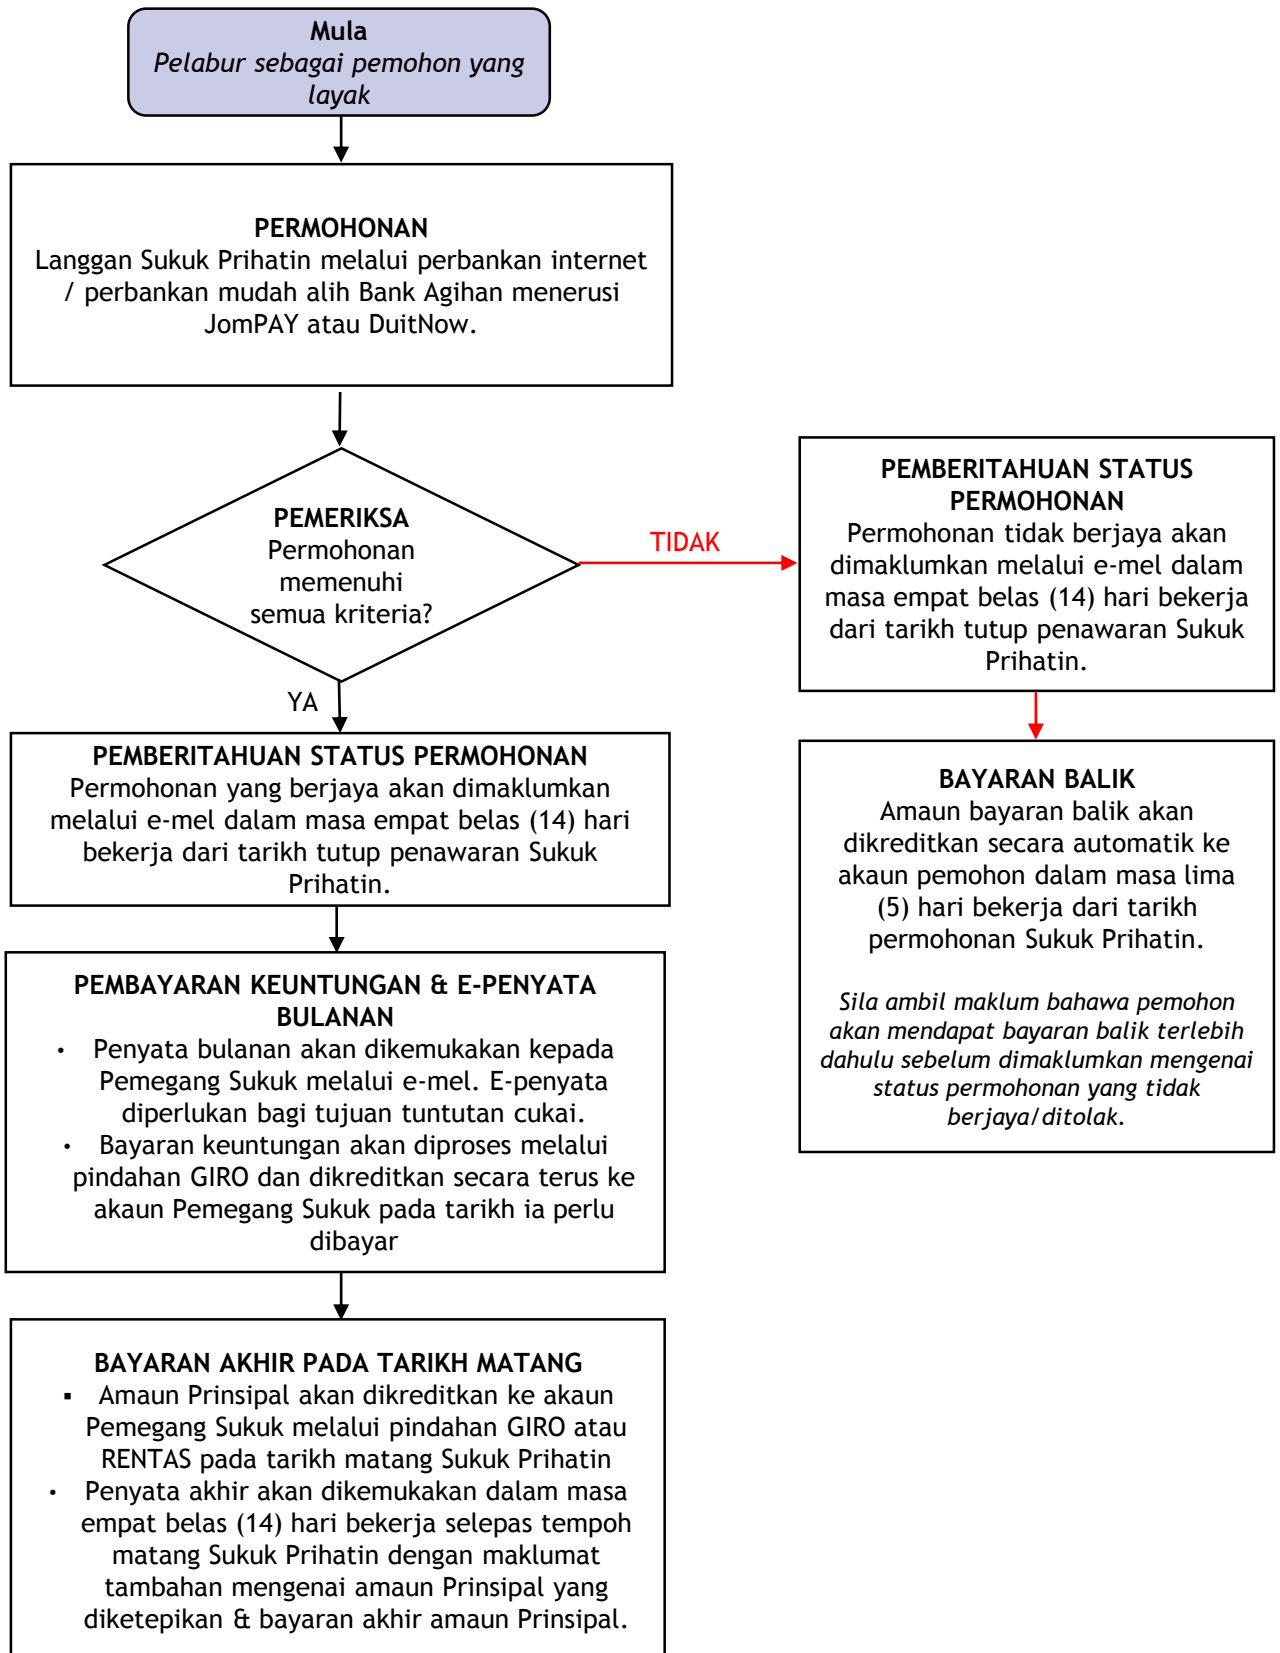 Mula
Pelabur sebagai pemohon yang
layak
PERMOHONAN
Langgan Sukuk Prihatin melalui perbankan internet
/ perbankan mudah alih Bank Agihan menerusi
JomPAY atau DuitNow.
PEMERIKSA
Permohonan
memenuhi
semua kriteria?
TIDAK
PEMBERITAHUAN STATUS
PERMOHONAN
Permohonan tidak berjaya akan
dimaklumkan melalui e-mel dalam
masa empat belas (14) hari bekerja
dari tarikh tutup penawaran Sukuk
Prihatin.
BAYARAN BALIK
Amaun bayaran balik akan
dikreditkan secara automatik ke
akaun pemohon dalam masa lima
(5) hari bekerja dari tarikh
permohonan Sukuk Prihatin.
Sila ambil maklum bahawa pemohon
akan mendapat bayaran balik terlebih
dahulu sebelum dimaklumkan mengenai
status permohonan yang tidak
berjaya/ditolak.
YA
PEMBERITAHUAN STATUS PERMOHONAN
Permohonan yang berjaya akan dimaklumkan
melalui e-mel dalam masa empat belas (14) hari
bekerja dari tarikh tutup penawaran Sukuk
Prihatin.
PEMBAYARAN KEUNTUNGAN & E-PENYATA
BULANAN
• Penyata bulanan akan dikemukakan kepada
Pemegang Sukuk melalui e-mel. E-penyata
diperlukan bagi tujuan tuntutan cukai.
• Bayaran keuntungan akan diproses melalui
pindahan GIRO dan dikreditkan secara terus ke
akaun Pemegang Sukuk pada tarikh ia perlu
dibayar
BAYARAN AKHIR PADA TARIKH MATANG
▪ Amaun Prinsipal akan dikreditkan ke akaun
Pemegang Sukuk melalui pindahan GIRO atau
RENTAS pada tarikh matang Sukuk Prihatin
• Penyata akhir akan dikemukakan dalam masa
empat belas (14) hari bekerja selepas tempoh
matang Sukuk Prihatin dengan maklumat
tambahan mengenai amaun Prinsipal yang
diketepikan & bayaran akhir amaun Prinsipal.